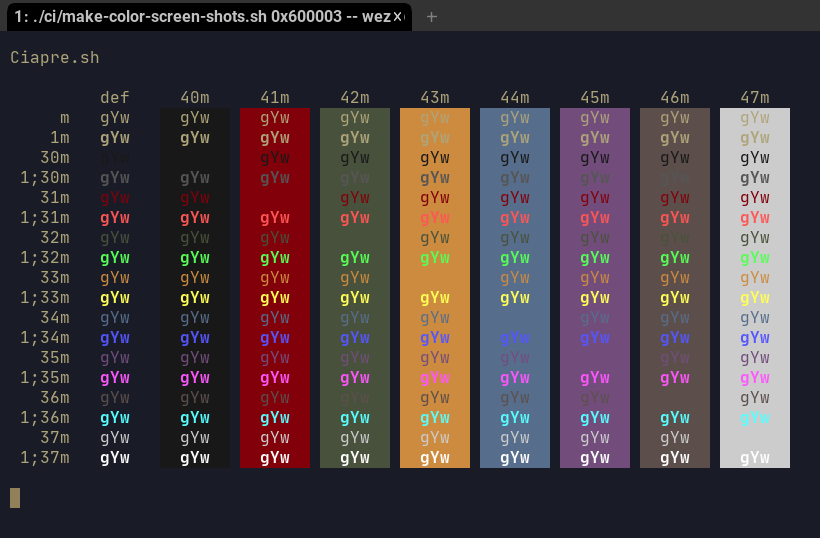 1: ./ci/make-color-screen-shots.sh 0x600003 -- wez
Ciapre.sh
def 40m 41m 42m 43m 44m 45m 46m 47m
m gYw gYw gYw gYw gYw gYw gYw gYw gYw
1m gYw gYw gYw gYw gYw gYw gYw gYw gYw
30m gYw gYw gYw gYw gYw gYw gYw gYw
1;30m gYw gYw gYw gYw gYw gYw gYw gYw gYw
31m gYw gYw gYw gYw gYw gYw gYw gYw
1;31m gYw gYw gYw gYw gYw gYw gYw gYw gYw
32m gYw gYw gYw gYw gYw gYw gYw gYw
1;32m gYw gYw gYw gYw gYw gYw gYw gYw gYw
33m gYw gYw gYw gYw gYw gYw gYw gYw
1;33m gYw gYw gYw gYw gYw gYw gYw gYw gYw
34m gYw gYw gYw gYw gYw gYw gYw gYw
1;34m gYw gYw gYw gYw gYw gYw gYw gYw gYw
35m gYw gYw gYw gYw gYw gYw gYw gYw
1;35m gYw gYw gYw gYw gYw gYw gYw gYw gYw
36m gYw gYw gYw gYw gYw gYw gYw gYw
1;36m gYw gYw gYw gYw gYw gYw gYw gYw gYw
37m gYw gYw gYw gYw gYw gYw gYw gYw
1;37m gYw gYw gYw gYw gYw gYw gYw gYw gYw